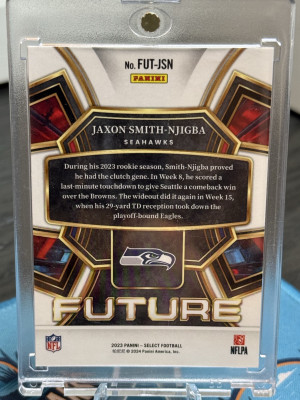 No. FUT-JSN
PANINI
JAXON SMITH-NJIGBA
SEAHAWKS
During his 2023 rookie season, Smith-Njigba proved
he had the clutch gene. In Week 8, he scored a
last-minute touchdown to give Seattle a comeback win
over the Browns. The wideout did it again in Week 15,
when his 29-yard TD reception took down the
playoff-bound Eagles.
FUTURE
NFL
2023 PANINI - SELECT FOOTBALL
© 2024 Panini America, Inc.
NFLPA